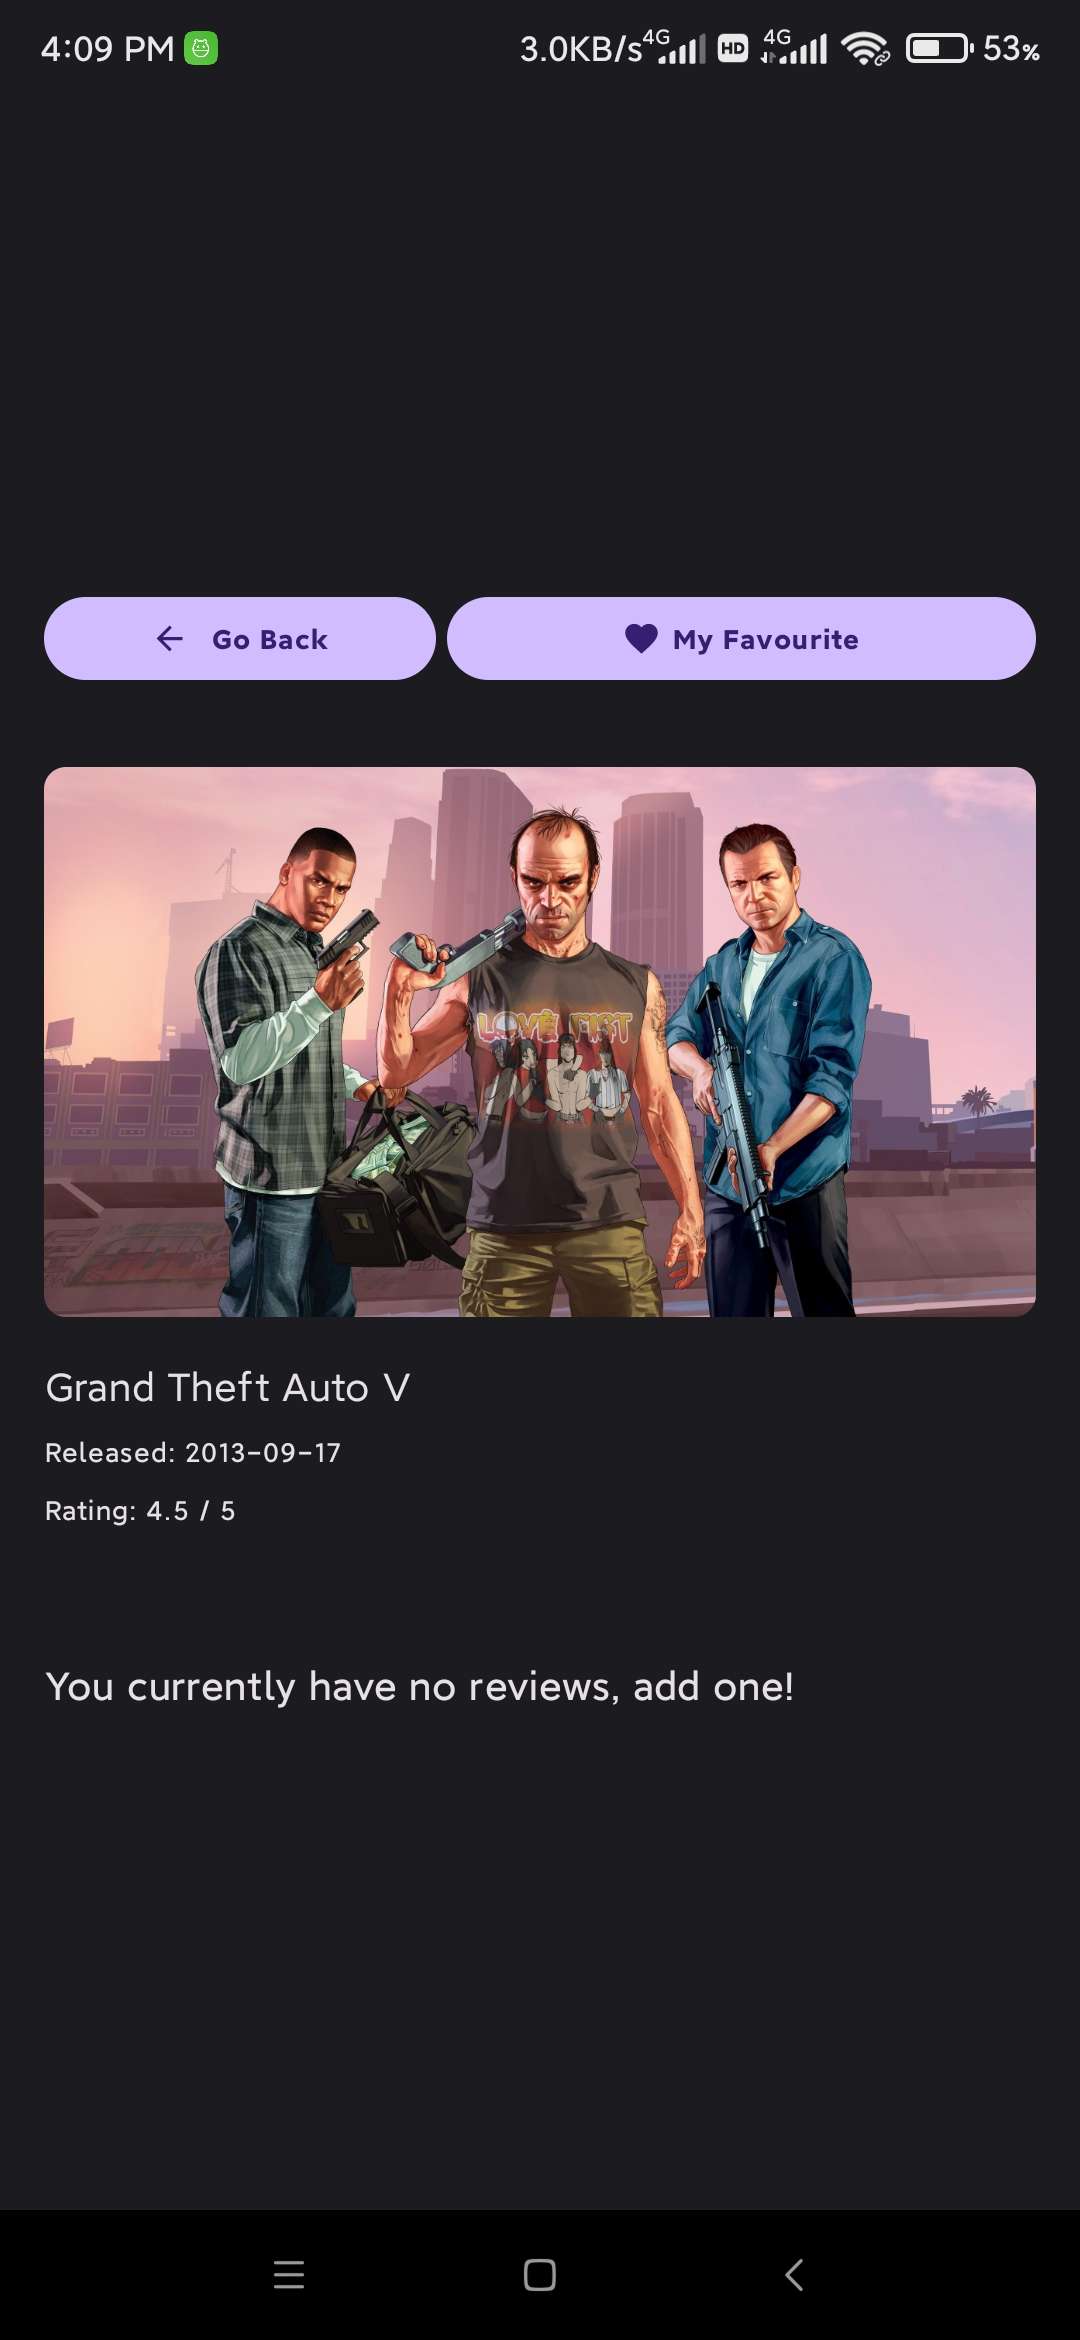 4:09 PM 3.0KB/s 4G HD 4G 53%
Go Back My Favourite
LOVE FIST
Grand Theft Auto V
Released: 2013-09-17
Rating: 4.5 / 5
You currently have no reviews, add one!